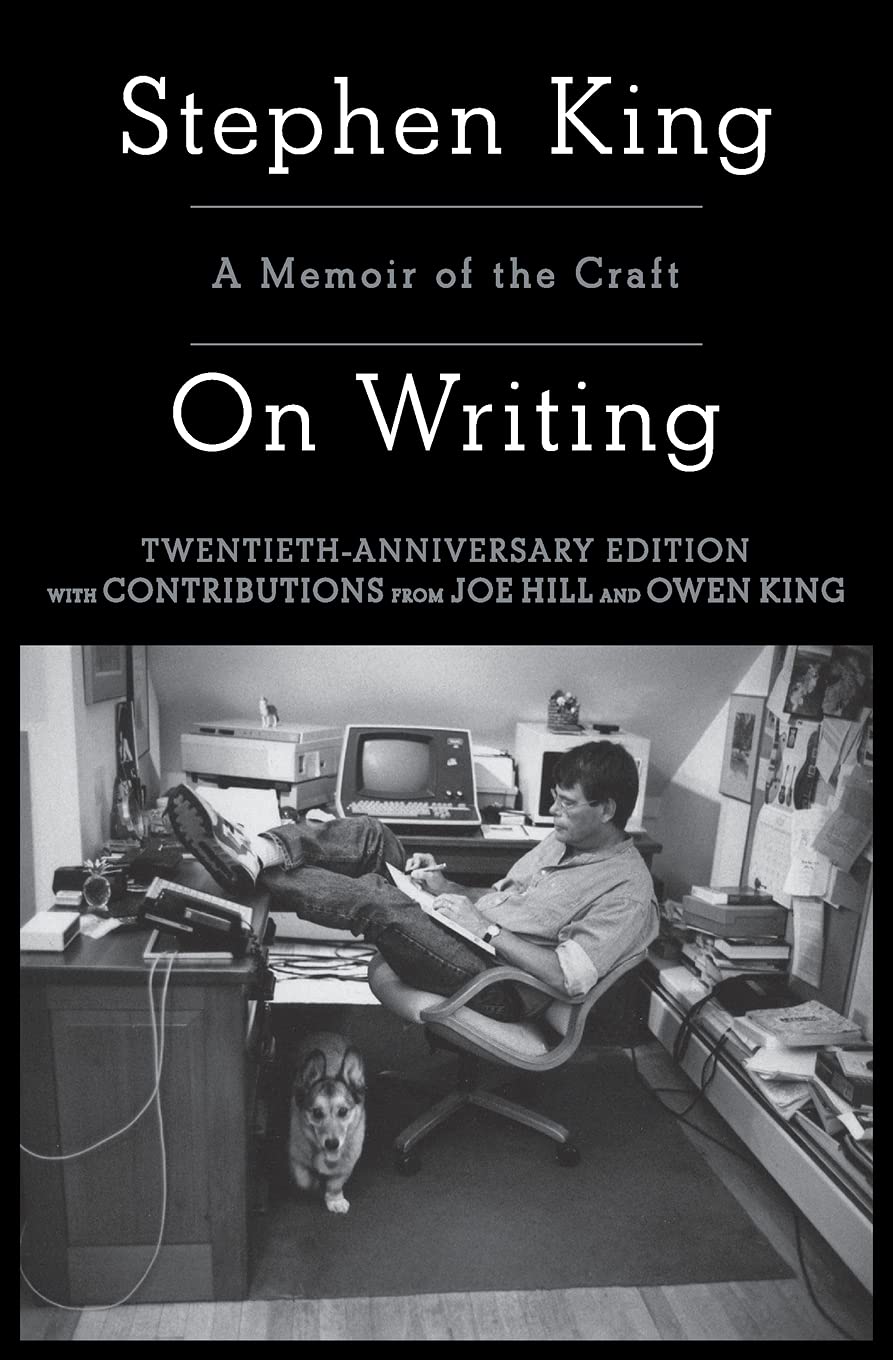 Stephen King
A Memoir of the Craft
On Writing
TWENTIETH-ANNIVERSARY EDITION
WITH CONTRIBUTIONS FROM JOE HILL AND OWEN KING